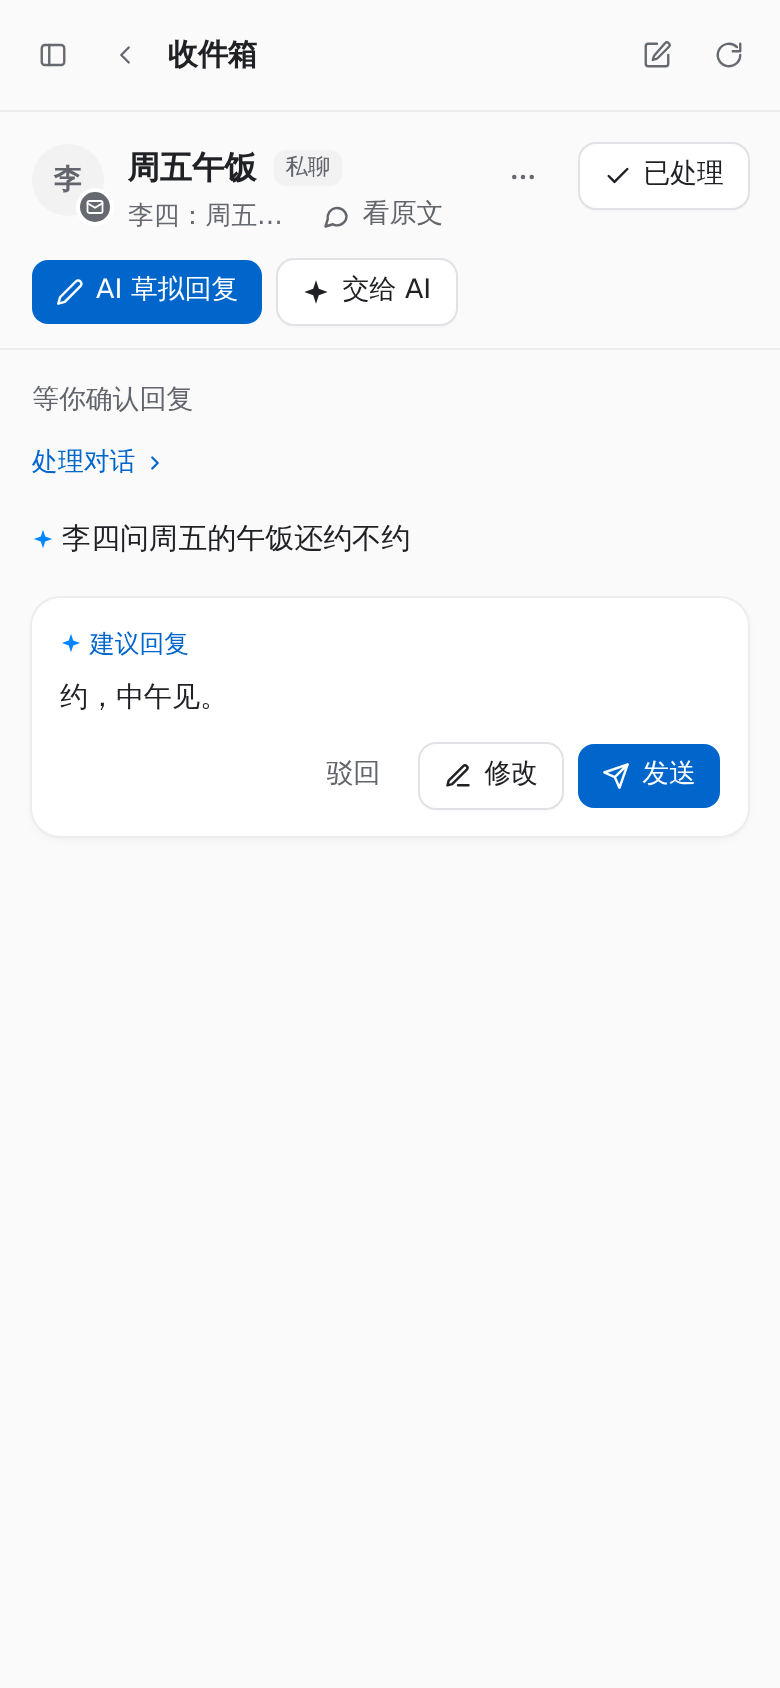 收件箱
李
周五午饭 私聊
已处理
李四：周五... 看原文
AI 草拟回复 交给 AI
等你确认回复
处理对话
李四问周五的午饭还约不约
建议回复
约，中午见。
驳回 修改 发送